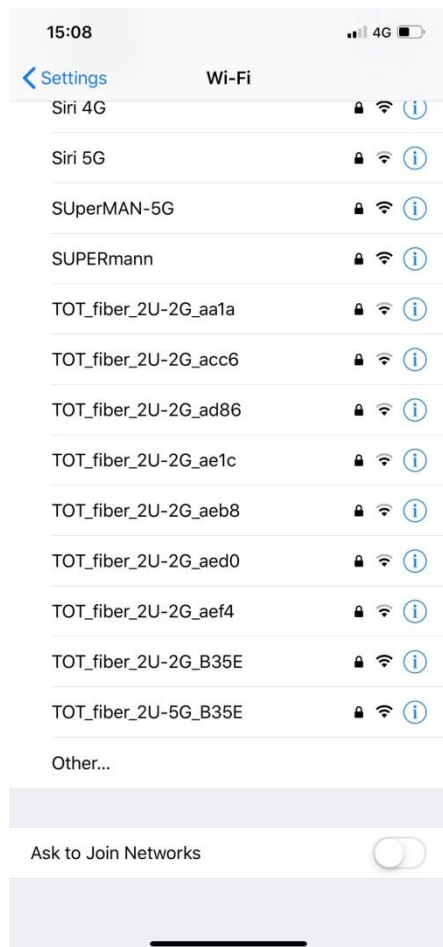 15:08
4G
Settings
Wi-Fi
Siri 4G
Siri 5G
SUperMAN-5G
SUPERmann
TOT_fiber_2U-2G_aa1a
TOT_fiber_2U-2G_acc6
TOT_fiber_2U-2G_ad86
TOT_fiber_2U-2G_ae1c
TOT_fiber_2U-2G_aeb8
TOT_fiber_2U-2G_aed0
TOT_fiber_2U-2G_aef4
TOT_fiber_2U-2G_B35E
TOT_fiber_2U-5G_B35E
Other...
Ask to Join Networks